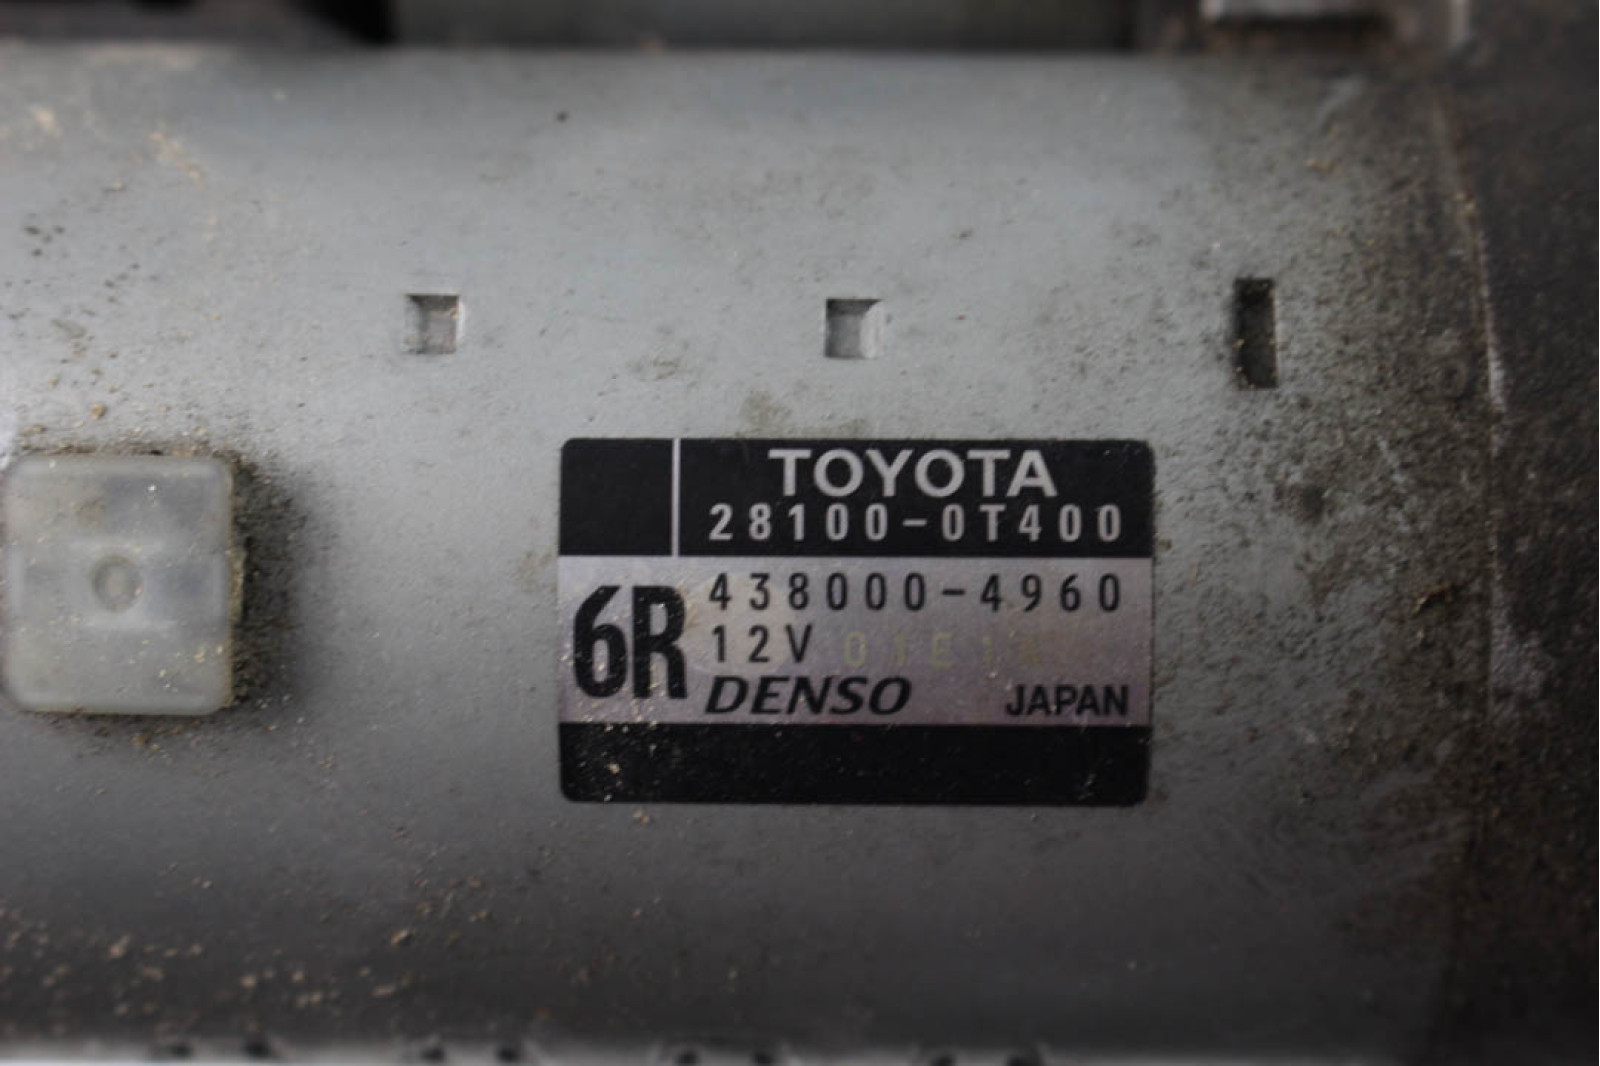 TOYOTA
28100-0T400
6R
438000-4960
12V
DENSO JAPAN